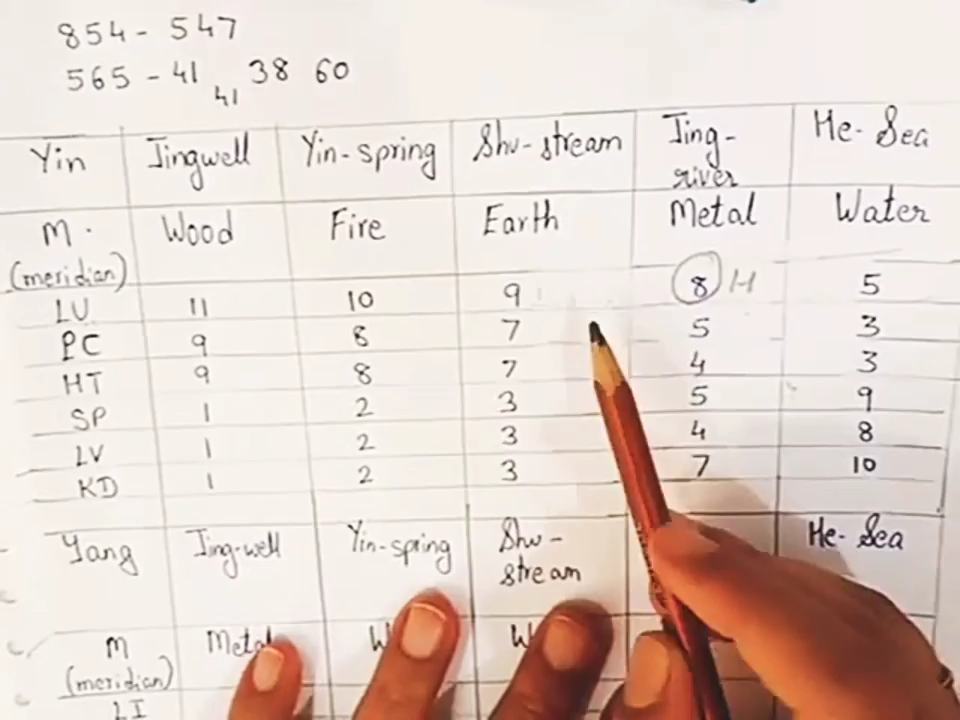 854 - 547
565 - 41 41 38 60
Yin Jingwell Yin-spring Shu-stream Jing-river He-Sea
M. (meridian) Wood Fire Earth Metal Water
LU 11 10 9 8 H 5
PC 9 8 7 5 3
HT 9 8 7 4 3
SP 1 2 3 5 9
LV 1 2 3 4 8
KD 1 2 3 7 10
Yang Jing-well Yin-spring Shu-stream He-Sea
M (meridian) Metal
LI